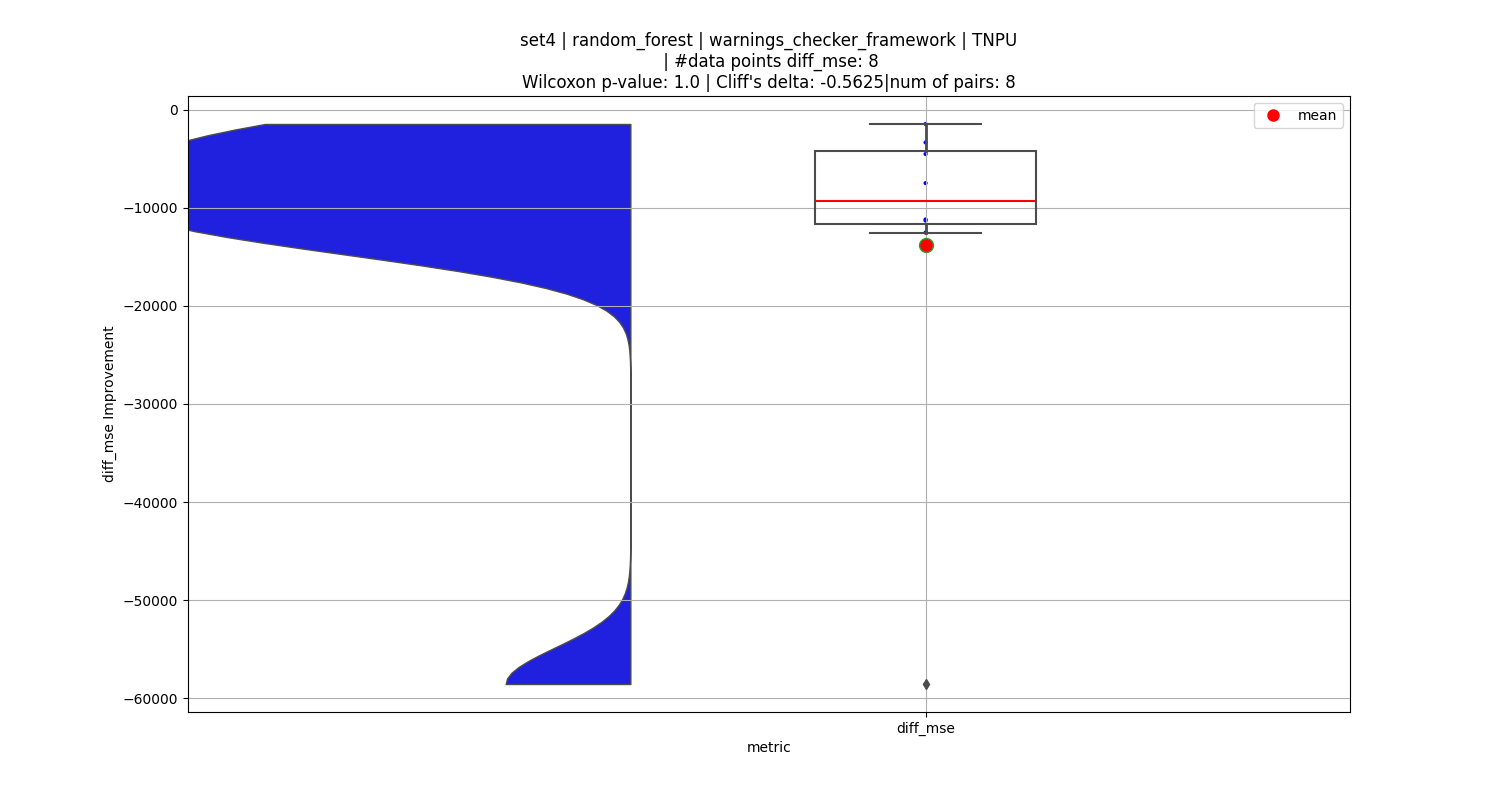 set4 | random_forest | warnings_checker_framework | TNPU
| #data points diff_mse: 8
Wilcoxon p-value: 1.0 | Cliff's delta: -0.5625|num of pairs: 8
mean
0
−10000
−20000
−30000
−40000
−50000
−60000
diff_mse Improvement
diff_mse
metric